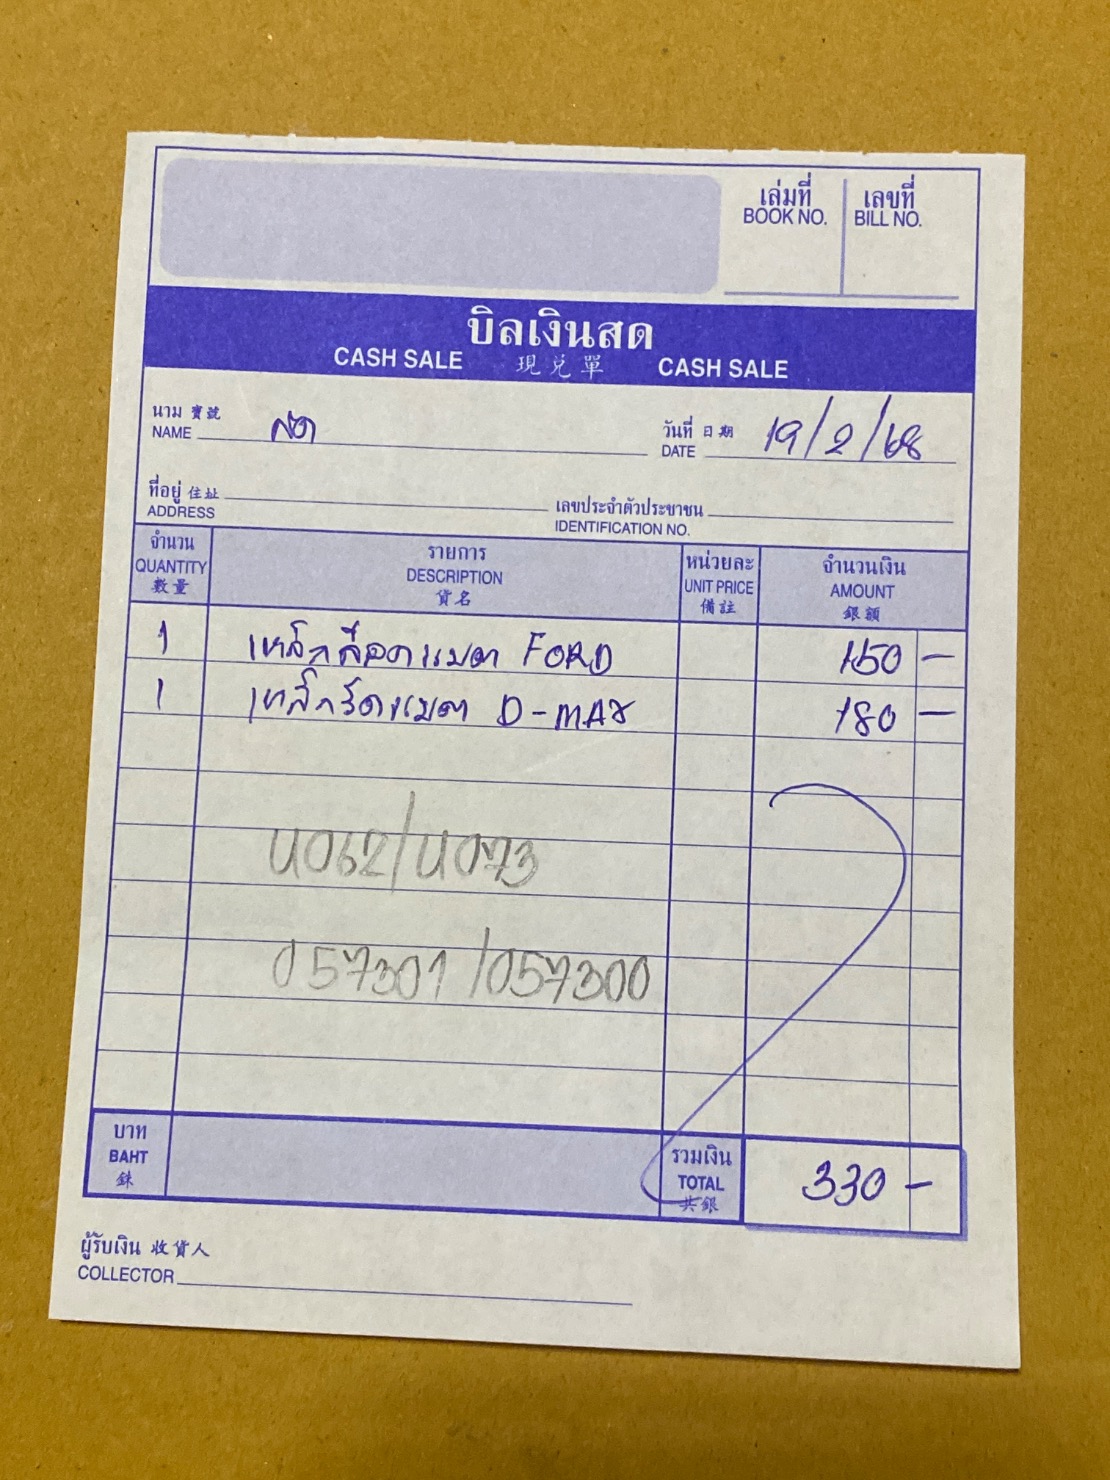 เล่มที่ เลขที่
BOOK NO. BILL NO.
บิลเงินสด
CASH SALE 現兌單 CASH SALE
นาม 寶號
NAME สด
วันที่ 日期
DATE 19/2/68
ที่อยู่ 住址
ADDRESS
เลขประจำตัวประชาชน
IDENTIFICATION NO.
จำนวน รายการ หน่วยละ จำนวนเงิน
QUANTITY DESCRIPTION UNIT PRICE AMOUNT
數量 貨名 備註 銀額
1 เหล็กล๊อคแบต FORD 150 —
1 เหล็กรัดแบต D-MAX 180 —
U062/U073
057301/057300
บาท รวมเงิน
BAHT TOTAL 330 —
銖 共銀
ผู้รับเงิน 收貨人
COLLECTOR